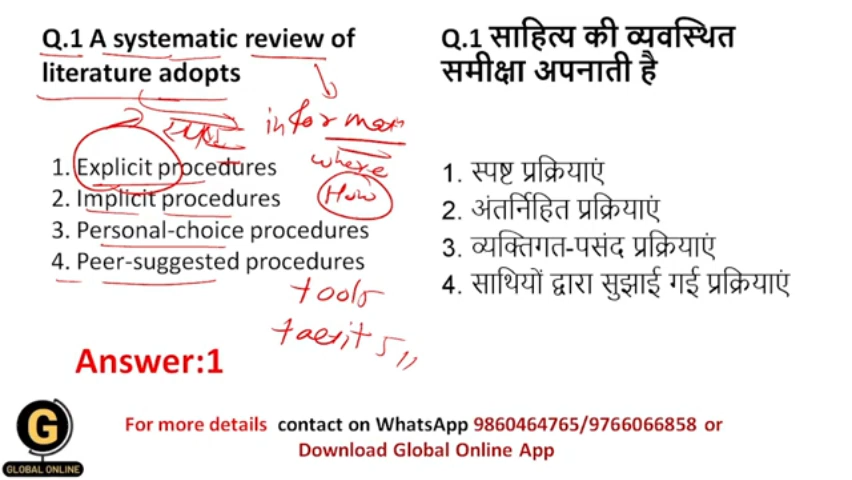 Q.1 A systematic review of
literature adopts
information
where
How
1. Explicit procedures
2. Implicit procedures
3. Personal-choice procedures
4. Peer-suggested procedures
tools
Answer:1
Q.1 साहित्य की व्यवस्थित
समीक्षा अपनाती है
1. स्पष्ट प्रक्रियाएं
2. अंतर्निहित प्रक्रियाएं
3. व्यक्तिगत-पसंद प्रक्रियाएं
4. साथियों द्वारा सुझाई गई प्रक्रियाएं
G
GLOBAL ONLINE
For more details contact on WhatsApp 9860464765/9766066858 or
Download Global Online App